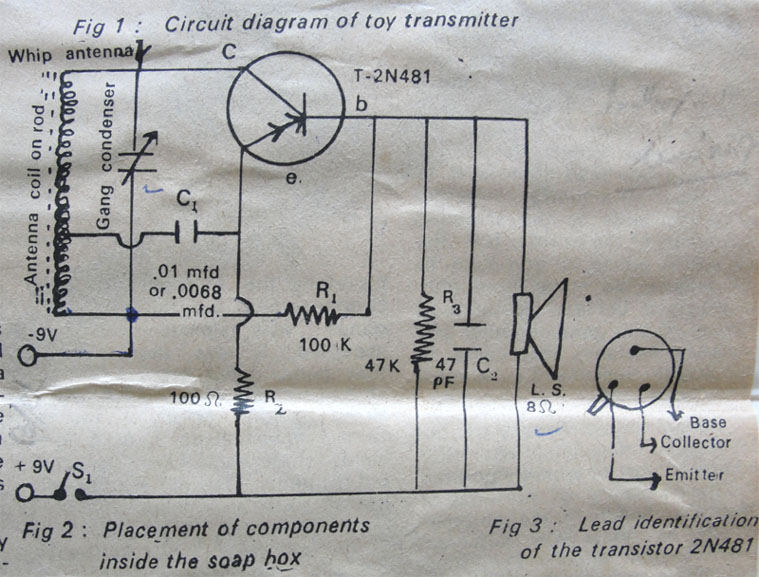 Fig 1 : Circuit diagram of toy transmitter
Whip antenna
C
T-2N481
b
e.
Antenna coil on rod
Gang condenser
C1
.01 mfd
or .0068
mfd.
R1
100 K
R3
47K
47
PF
C2
L. S.
8Ω
-9V
100 Ω
R2
+ 9V
S1
Base
Collector
Emitter
Fig 2 : Placement of components
inside the soap box
Fig 3 : Lead identification
of the transistor 2N481